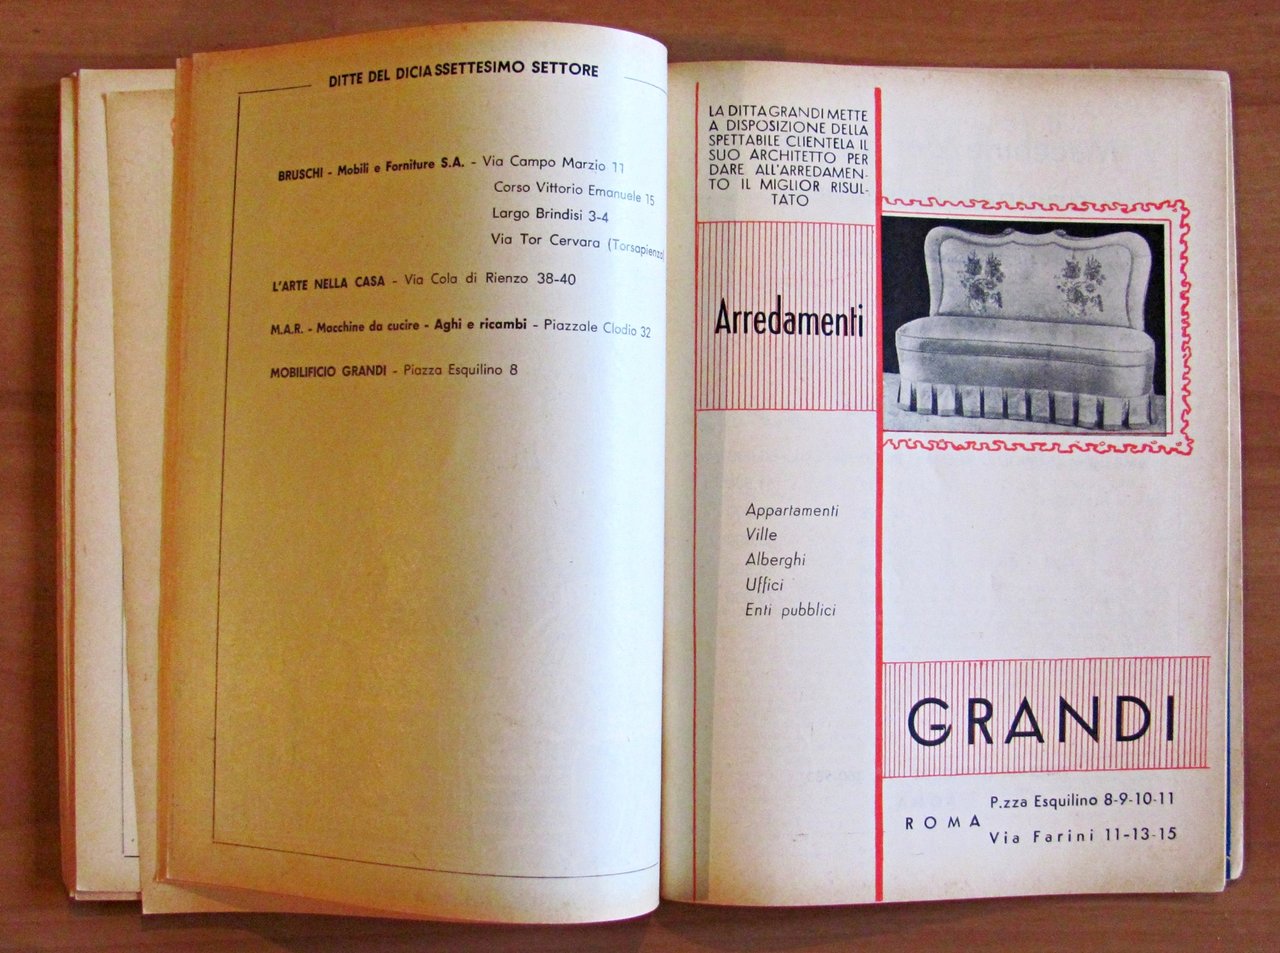 DITTE DEL DICIASSETTESIMO SETTORE
BRUSCHI - Mobili e Forniture S.A. - Via Campo Marzio 11
Corso Vittorio Emanuele 15
Largo Brindisi 3-4
Via Tor Cervara (Torsapienza)
L'ARTE NELLA CASA - Via Cola di Rienzo 38-40
M.A.R. - Macchine da cucire - Aghi e ricambi - Piazzale Clodio 32
MOBILIFICIO GRANDI - Piazza Esquilino 8
LA DITTA GRANDI METTE
A DISPOSIZIONE DELLA
SPETTABILE CLIENTELA IL
SUO ARCHITETTO PER
DARE ALL'ARREDAMEN-
TO IL MIGLIOR RISUL-
TATO
Arredamenti
Appartamenti
Ville
Alberghi
Uffici
Enti pubblici
GRANDI
ROMA
P.zza Esquilino 8-9-10-11
Via Farini 11-13-15